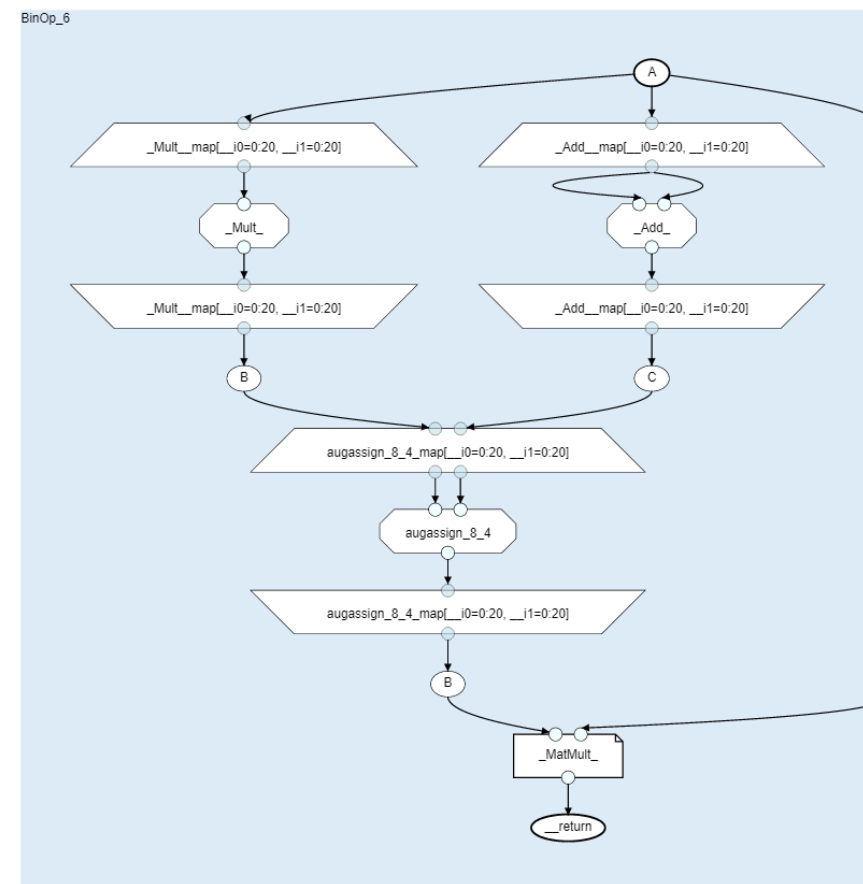 BinOp_6
A
_Mult__map[__i0=0:20, __i1=0:20]
_Add__map[__i0=0:20, __i1=0:20]
_Mult_
_Add_
_Mult__map[__i0=0:20, __i1=0:20]
_Add__map[__i0=0:20, __i1=0:20]
B
C
augassign_8_4_map[__i0=0:20, __i1=0:20]
augassign_8_4
augassign_8_4_map[__i0=0:20, __i1=0:20]
B
_MatMult_
__return